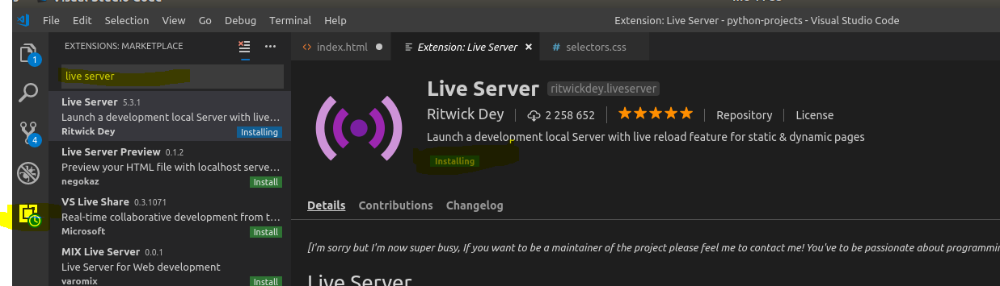 Visual Studio Code
File Edit Selection View Go Debug Terminal Help Extension: Live Server - python-projects - Visual Studio Code
EXTENSIONS: MARKETPLACE
live server
Live Server 5.3.1
Launch a development local Server with live...
Ritwick Dey Installing
Live Server Preview 0.1.2
Preview your HTML file with localhost serve...
negokaz Install
VS Live Share 0.3.1071
Real-time collaborative development from t...
Microsoft Install
MIX Live Server 0.0.1
Live Server for Web development
varomix Install
1
4
<> index.html Extension: Live Server × # selectors.css
Live Server ritwickdey.liveserver
Ritwick Dey 2 258 652 Repository License
Launch a development local Server with live reload feature for static & dynamic pages
Installing
Details Contributions Changelog
[I'm sorry but I'm now super busy, If you want to be a maintainer of the project please feel me to contact me! You've to be passionate about
Live Server